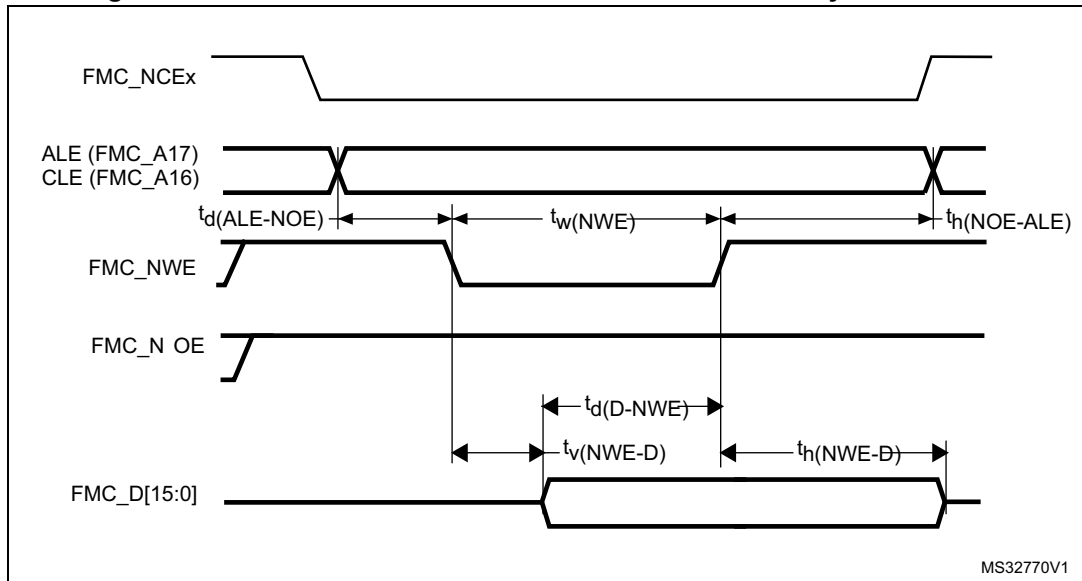 FMC_NCEx
ALE (FMC_A17)
CLE (FMC_A16)
td(ALE-NOE)
tw(NWE)
th(NOE-ALE)
FMC_NWE
FMC_N OE
td(D-NWE)
tv(NWE-D)
th(NWE-D)
FMC_D[15:0]
MS32770V1